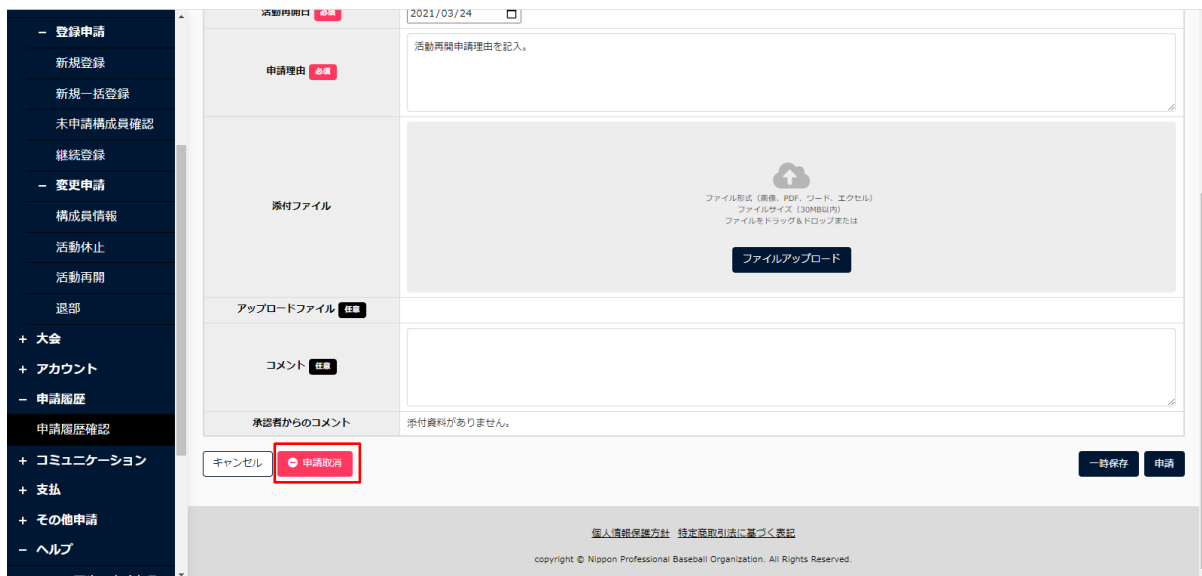 活動再開日 必須
2021/03/24
− 登録申請
新規登録
新規一括登録
未申請構成員確認
継続登録
− 変更申請
構成員情報
活動休止
活動再開
退部
+ 大会
+ アカウント
− 申請履歴
申請履歴確認
+ コミュニケーション
+ 支払
+ その他申請
− ヘルプ
申請理由 必須
活動再開申請理由を記入。
添付ファイル
ファイル形式（画像、PDF、ワード、エクセル）
ファイルサイズ（30MB以内）
ファイルをドラッグ＆ドロップまたは
ファイルアップロード
アップロードファイル 任意
コメント 任意
承認者からのコメント
添付資料がありません。
キャンセル
申請取消
一時保存
申請
個人情報保護方針 特定商取引法に基づく表記
copyright © Nippon Professional Baseball Organization. All Rights Reserved.